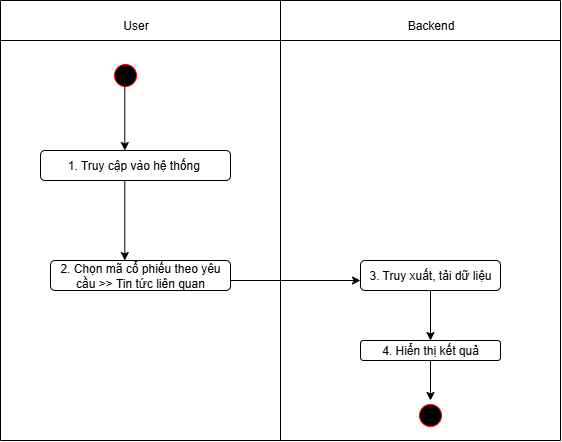 User
Backend
1. Truy cập vào hệ thống
2. Chọn mã cổ phiếu theo yêu
cầu >> Tin tức liên quan
3. Truy xuất, tải dữ liệu
4. Hiển thị kết quả